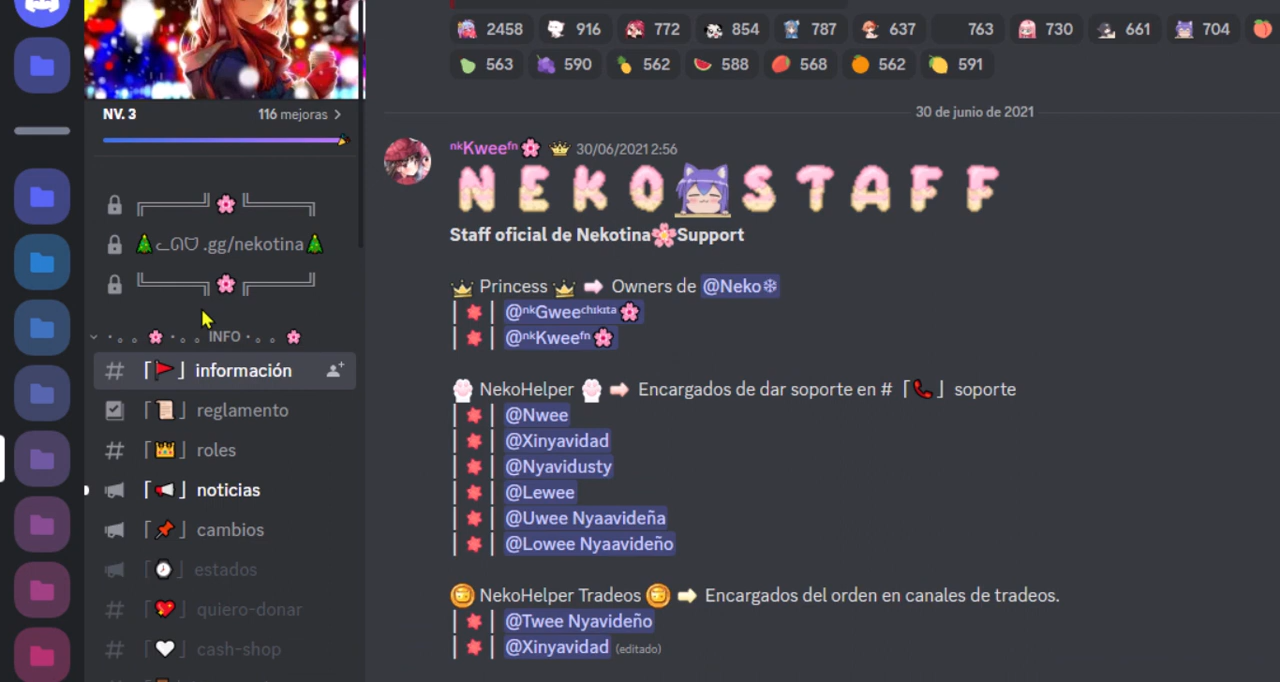 NV. 3
116 mejoras
.gg/nekotina
INFO
información
reglamento
roles
noticias
cambios
estados
quiero-donar
cash-shop
2458 916 772 854 787 637 763 730 661 704
563 590 562 588 568 562 591
30 de junio de 2021
ⁿᵏKweeᶠⁿ 30/06/2021 2:56
NEKO STAFF
Staff oficial de Nekotina Support
Princess Owners de @Neko❄
| | @ⁿᵏGweeᶜʰᶦᵏᶦᵗᵃ
| | @ⁿᵏKweeᶠⁿ
NekoHelper Encargados de dar soporte en # 「 」 soporte
| | @Nwee
| | @Xinyavidad
| | @Nyavidusty
| | @Lewee
| | @Uwee Nyaavideña
| | @Lowee Nyaavideño
NekoHelper Tradeos Encargados del orden en canales de tradeos.
| | @Twee Nyavideño
| | @Xinyavidad (editado)